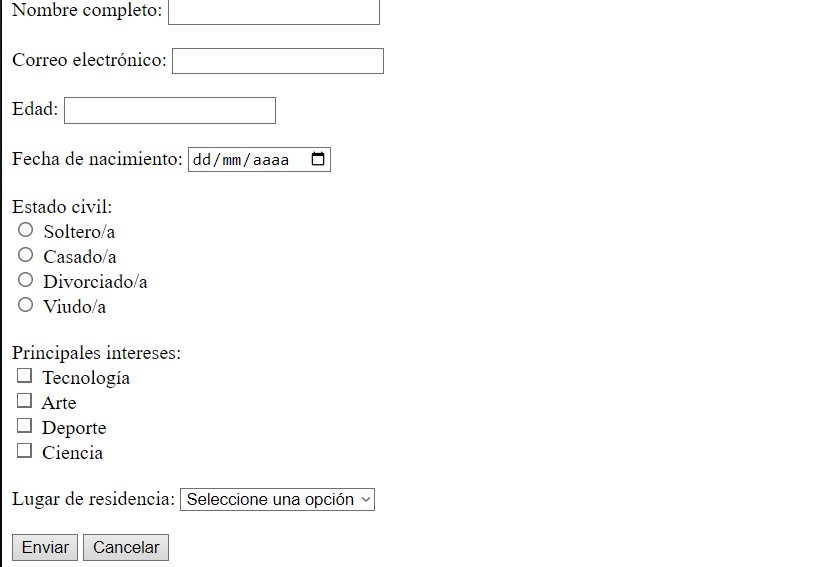 Nombre completo:
Correo electrónico:
Edad:
Fecha de nacimiento: dd/mm/aaaa
Estado civil:
Soltero/a
Casado/a
Divorciado/a
Viudo/a
Principales intereses:
Tecnología
Arte
Deporte
Ciencia
Lugar de residencia: Seleccione una opción
Enviar Cancelar